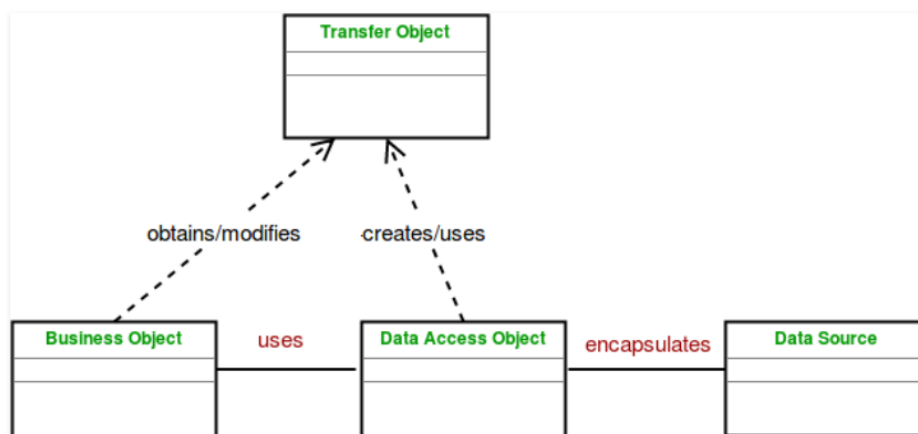 Transfer Object
obtains/modifies
creates/uses
Business Object
uses
Data Access Object
encapsulates
Data Source